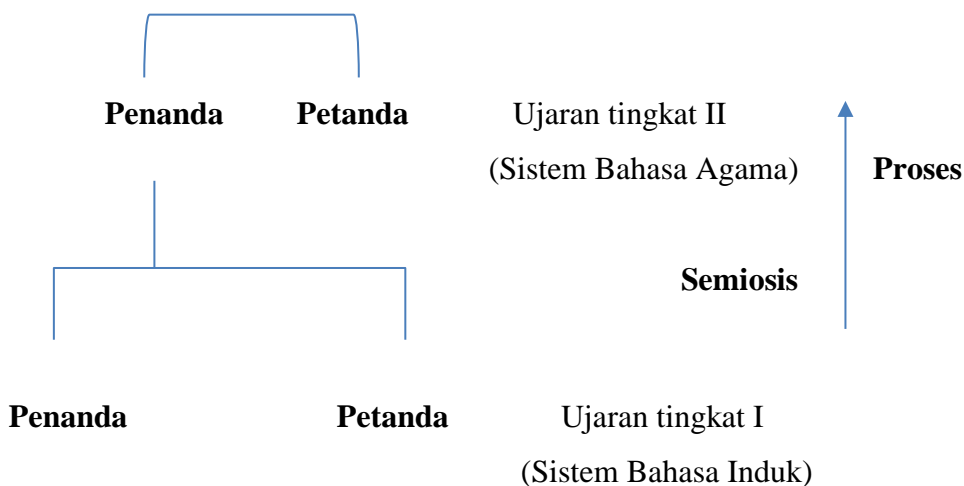 Penanda Petanda Ujaran tingkat II
(Sistem Bahasa Agama) Proses
Semiosis
Penanda Petanda Ujaran tingkat I
(Sistem Bahasa Induk)